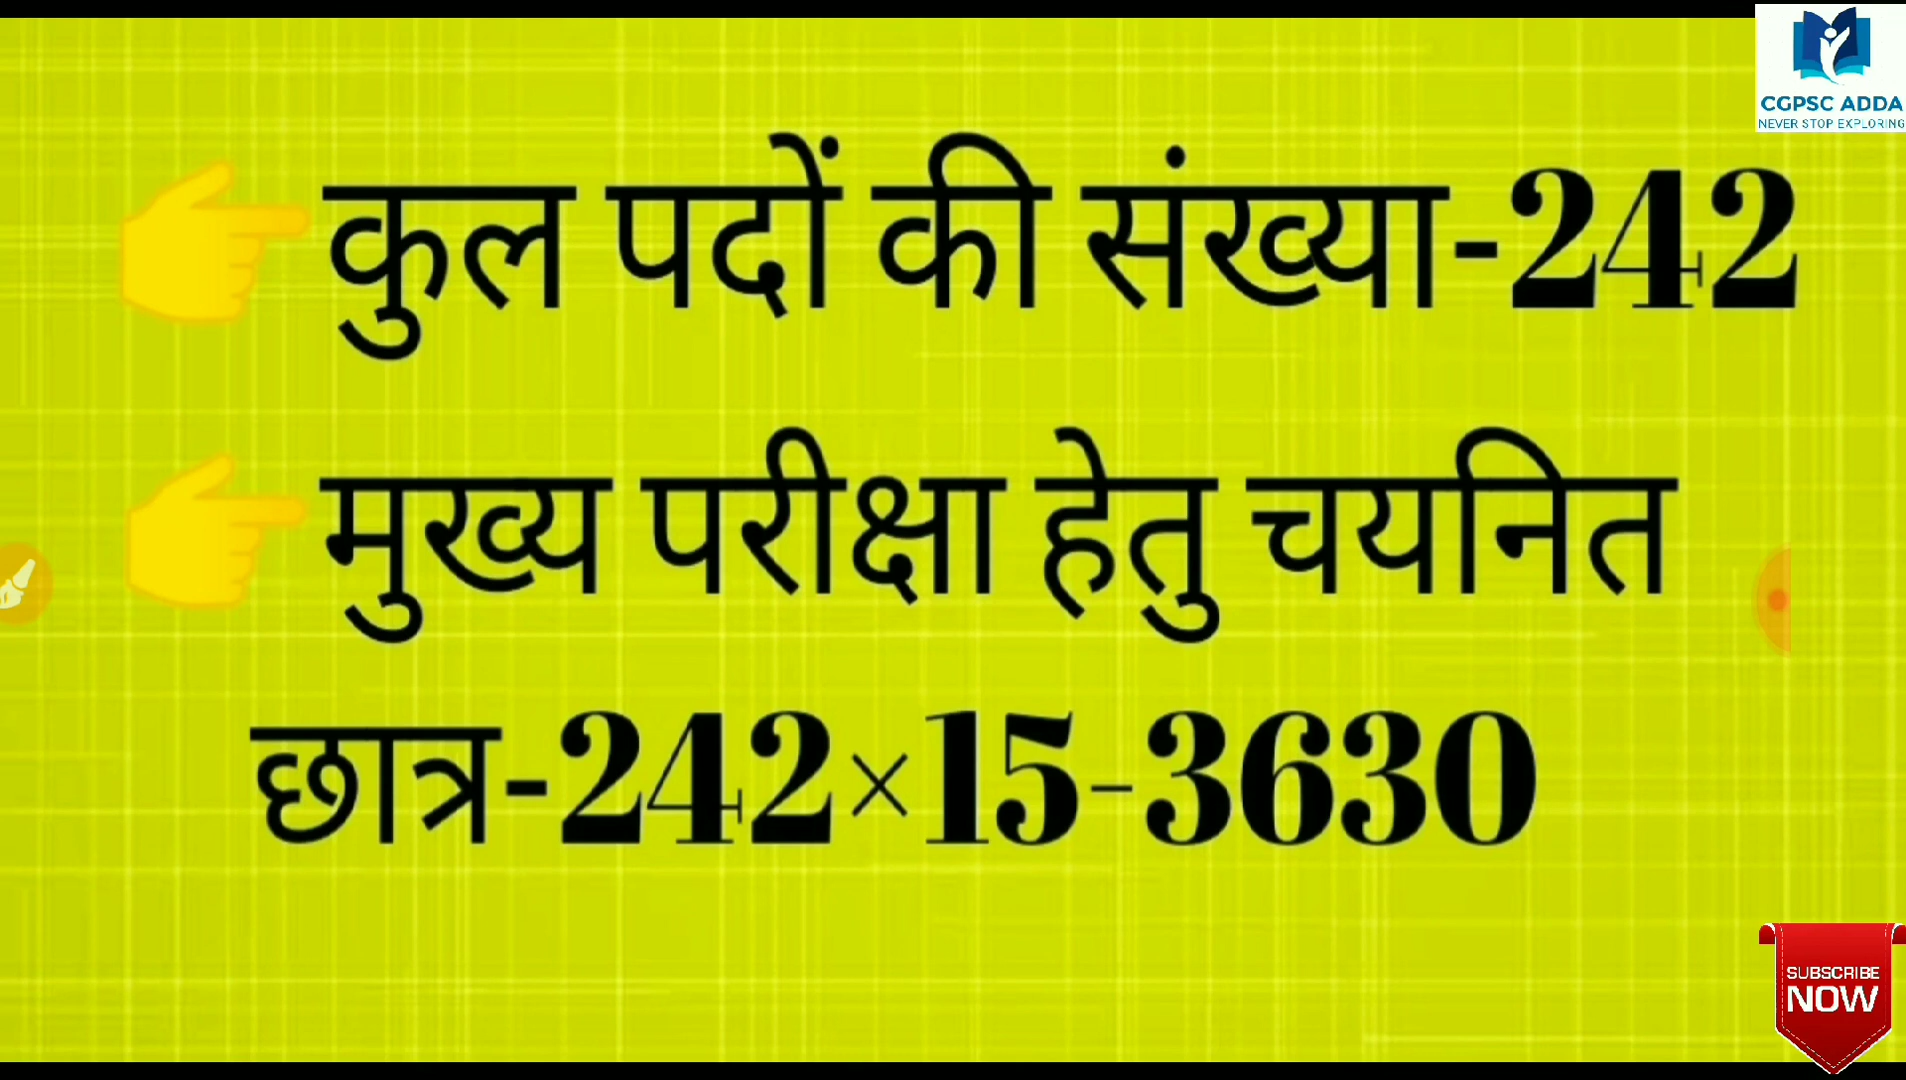 CGPSC ADDA
NEVER STOP EXPLORING
👉कुल पदों की संख्या-242
👉मुख्य परीक्षा हेतु चयनित
छात्र-242×15-3630
SUBSCRIBE
NOW